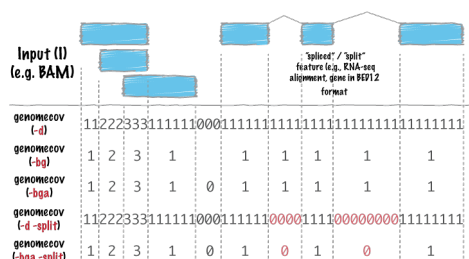 Input (I)
(e.g. BAM)
"spliced" / "split"
feature (e.g., RNA-seq
alignment, gene in BED12
format
genomecov
(-d)
11222333111111000111111111111111111111111111
genomecov
(-bg)
1 2 3 1 1 1 1 1 1
genomecov
(-bga)
1 2 3 1 0 1 1 1 1 1
genomecov
(-d -split)
11222333111111000111111000011110000000011111111
genomecov
(-bga -split)
1 2 3 1 0 1 0 1 0 1